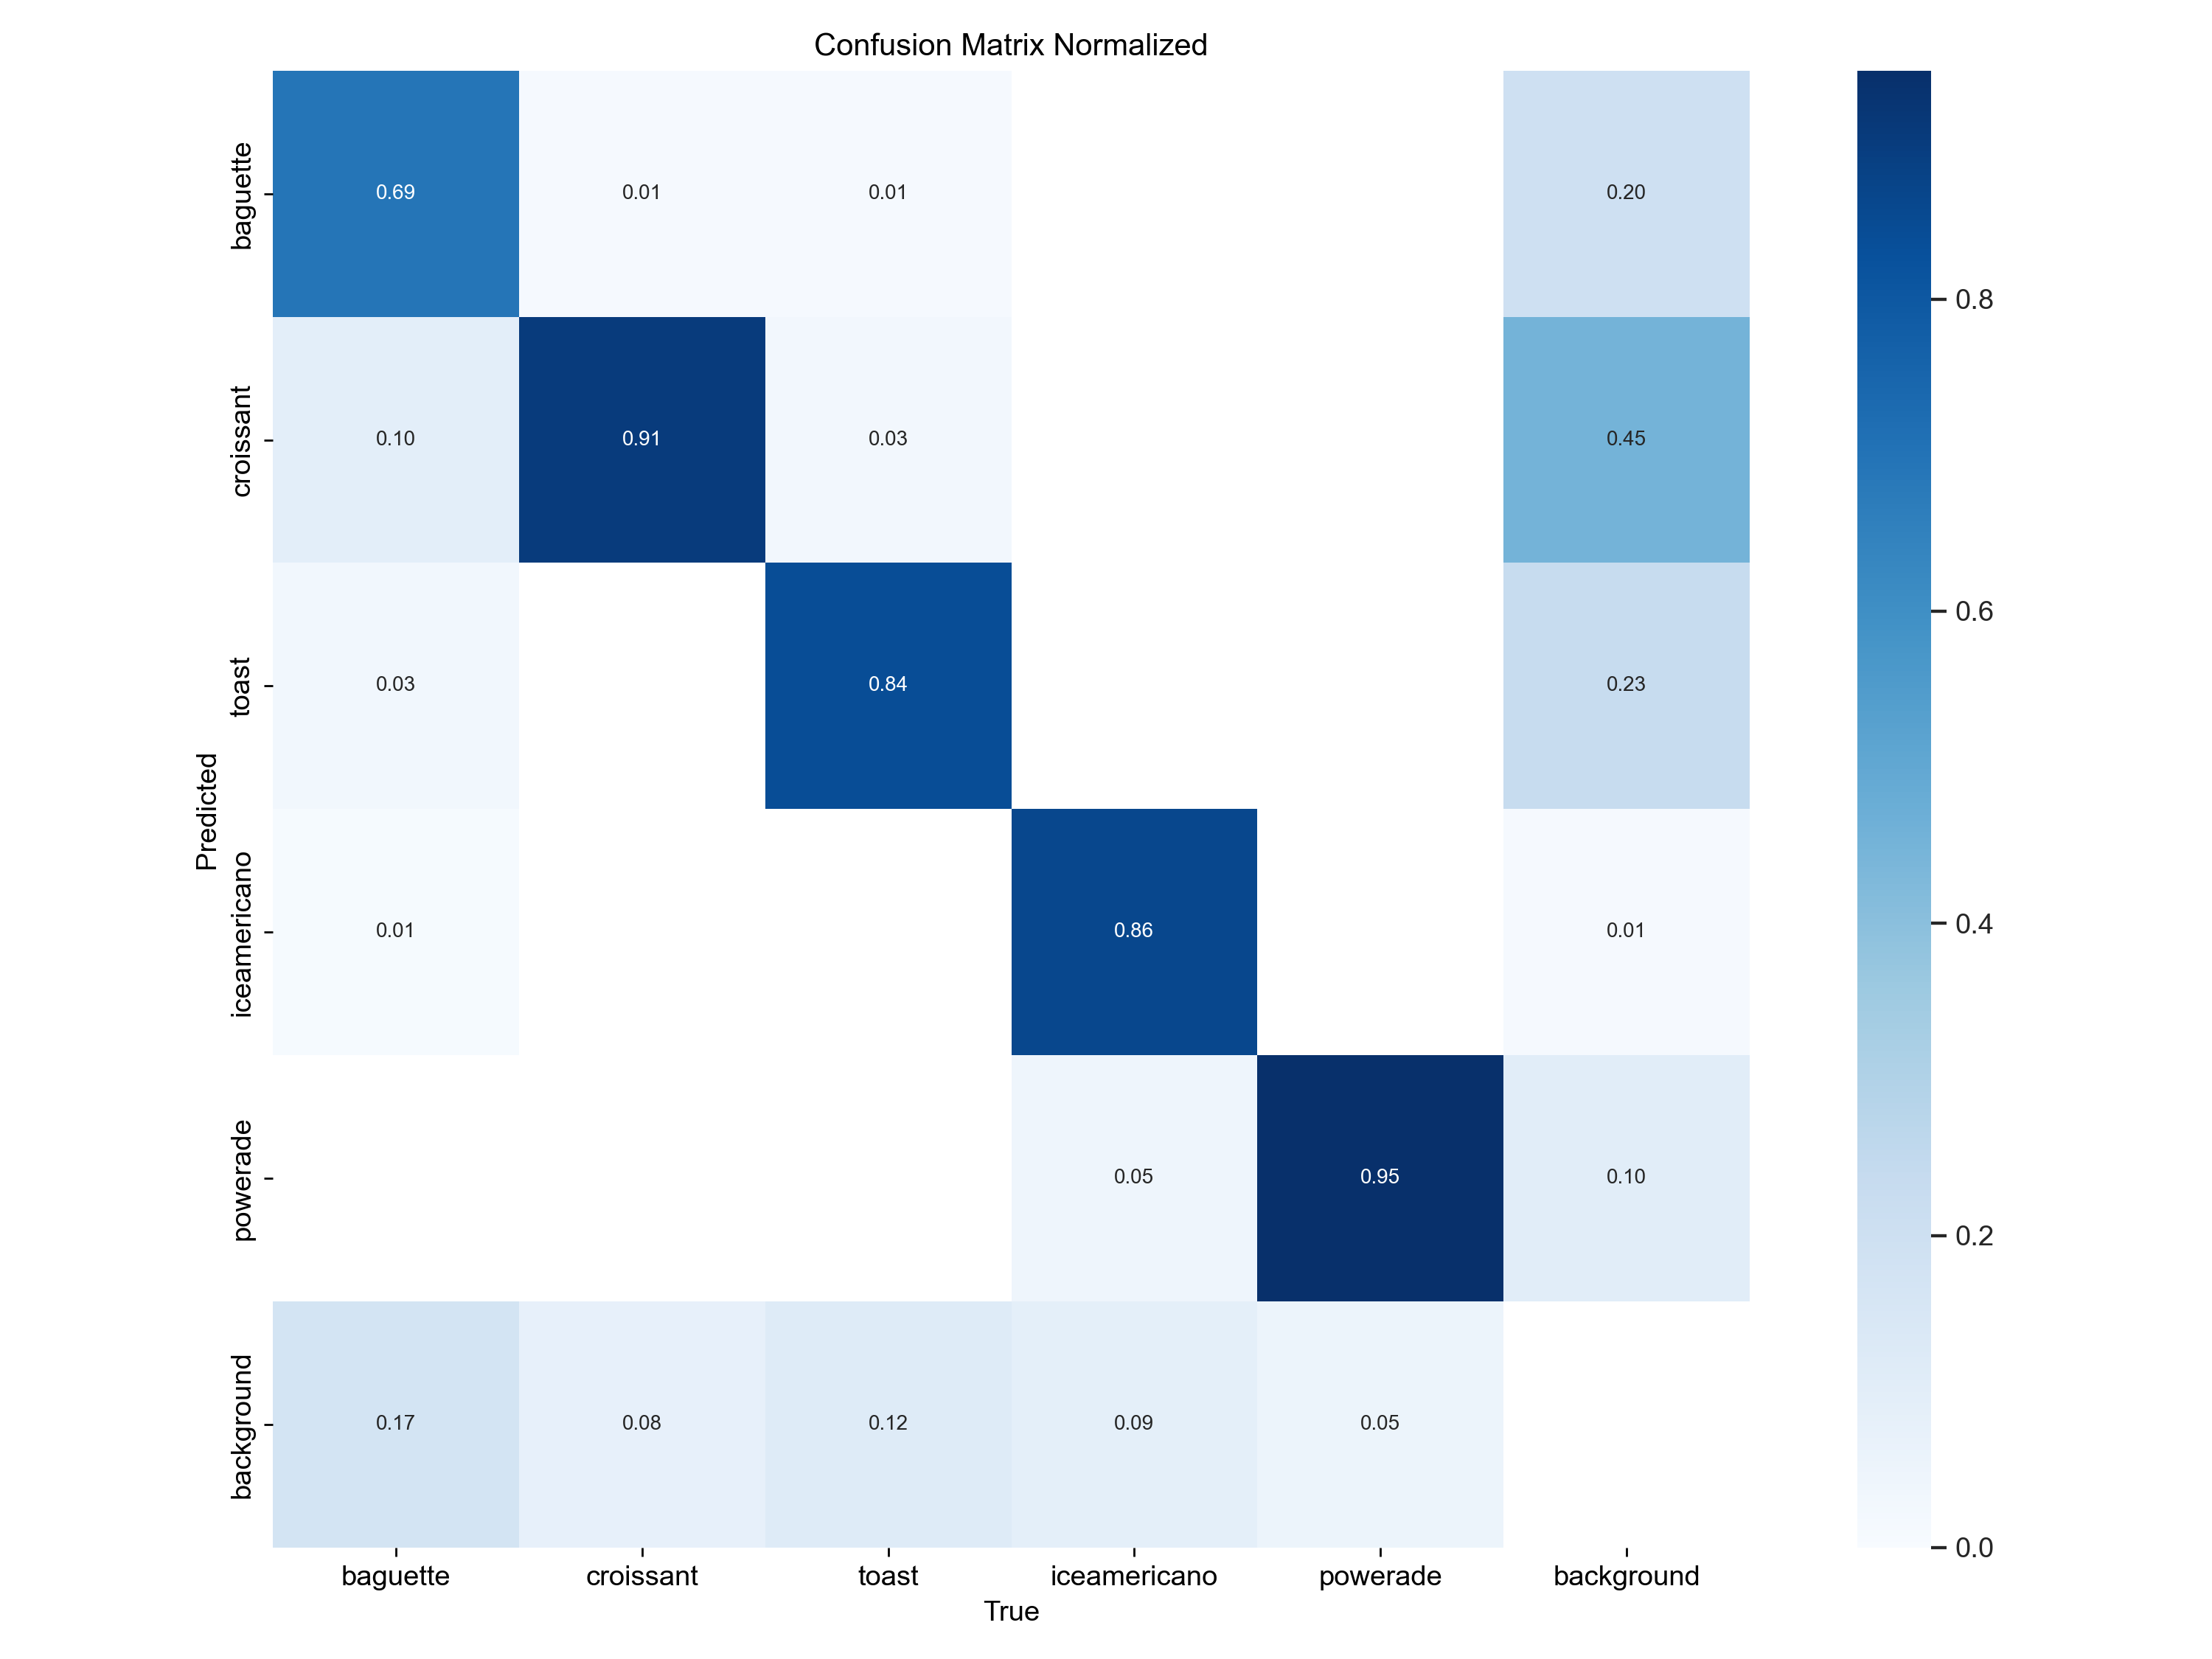 Confusion Matrix Normalized
baguette
0.69
0.01
0.01
0.20
croissant
0.10
0.91
0.03
0.45
toast
0.03
0.84
0.23
iceamericano
0.01
0.86
0.01
powerade
0.05
0.95
0.10
background
0.17
0.08
0.12
0.09
0.05
Predicted
baguette
croissant
toast
iceamericano
powerade
background
True
0.8
0.6
0.4
0.2
0.0